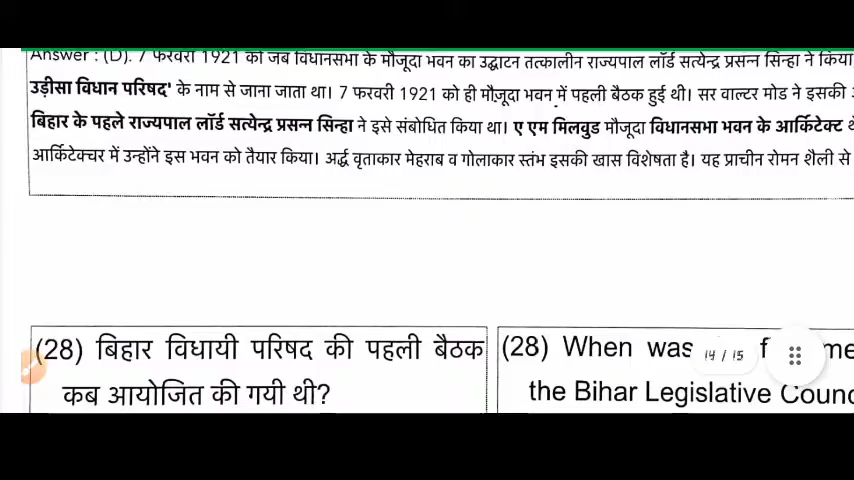 Answer : (D). 7 फरवरी 1921 को जब विधानसभा के मौजूदा भवन का उद्घाटन तत्कालीन राज्यपाल लॉर्ड सत्येन्द्र प्रसन्न सिन्हा ने किया
उड़ीसा विधान परिषद' के नाम से जाना जाता था। 7 फरवरी 1921 को ही मौजूदा भवन में पहली बैठक हुई थी। सर वाल्टर मोड ने इसकी
बिहार के पहले राज्यपाल लॉर्ड सत्येन्द्र प्रसन्न सिन्हा ने इसे संबोधित किया था। ए एम मिलवुड मौजूदा विधानसभा भवन के आर्किटेक्ट
आर्किटेक्चर में उन्होंने इस भवन को तैयार किया। अर्द्ध वृताकार मेहराब व गोलाकार स्तंभ इसकी खास विशेषता है। यह प्राचीन रोमन शैली से
(28) बिहार विधायी परिषद की पहली बैठक
कब आयोजित की गयी थी?
(28) When was
14 / 15
the Bihar Legislative